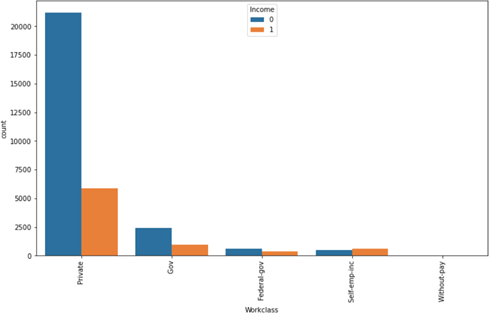 Income
0
1
20000
17500
15000
12500
10000
7500
5000
2500
0
count
Private
Gov
Federal-gov
Self-emp-inc
Without-pay
Workclass